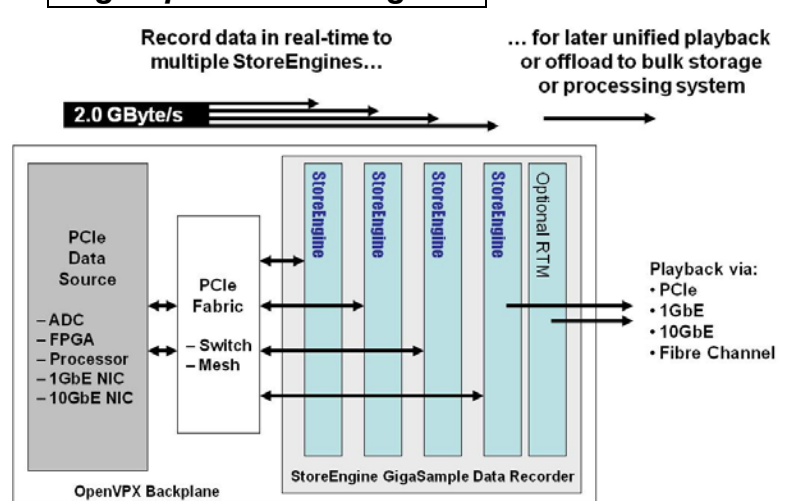 Record data in real-time to
multiple StoreEngines…
… for later unified playback
or offload to bulk storage
or processing system
2.0 GByte/s
PCIe
Data
Source
– ADC
– FPGA
– Processor
– 1GbE NIC
– 10GbE NIC
PCIe
Fabric
– Switch
– Mesh
StoreEngine
StoreEngine
StoreEngine
StoreEngine
Optional RTM
Playback via:
• PCIe
• 1GbE
• 10GbE
• Fibre Channel
StoreEngine GigaSample Data Recorder
OpenVPX Backplane